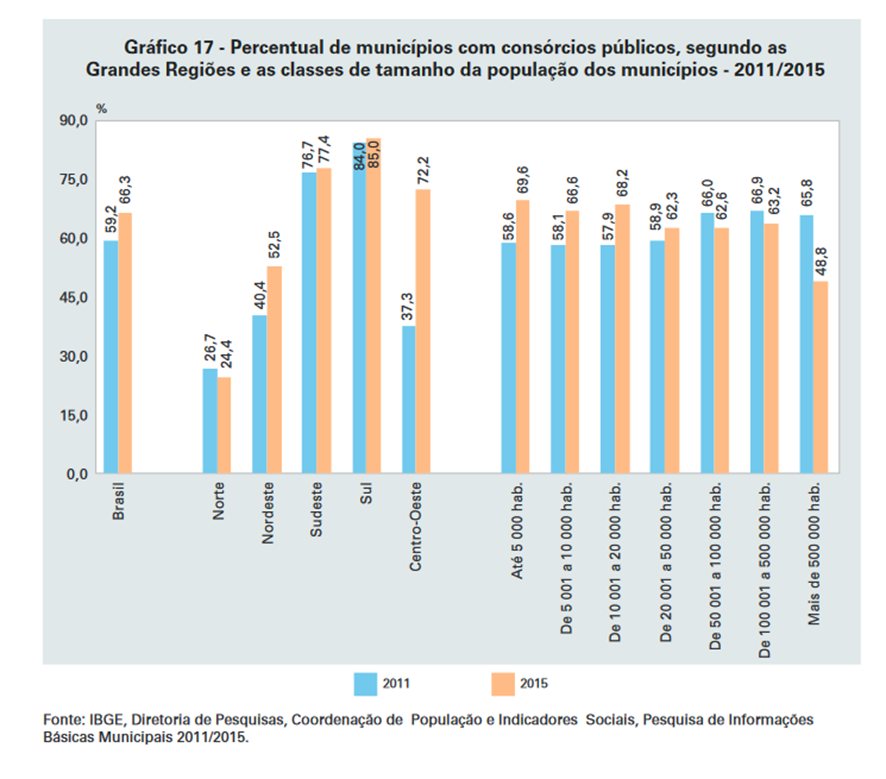 Gráfico 17 - Percentual de municípios com consórcios públicos, segundo as
Grandes Regiões e as classes de tamanho da população dos municípios - 2011/2015
%
90,0
75,0
60,0
45,0
30,0
15,0
0,0
59,2
66,3
26,7
24,4
40,4
52,5
76,7
77,4
84,0
85,0
37,3
72,2
58,6
69,6
58,1
66,6
57,9
68,2
58,9
62,3
66,0
62,6
66,9
63,2
65,8
48,8
Brasil
Norte
Nordeste
Sudeste
Sul
Centro-Oeste
Até 5 000 hab.
De 5 001 a 10 000 hab.
De 10 001 a 20 000 hab.
De 20 001 a 50 000 hab.
De 50 001 a 100 000 hab.
De 100 001 a 500 000 hab.
Mais de 500 000 hab.
2011
2015
Fonte: IBGE, Diretoria de Pesquisas, Coordenação de População e Indicadores Sociais, Pesquisa de Informações
Básicas Municipais 2011/2015.